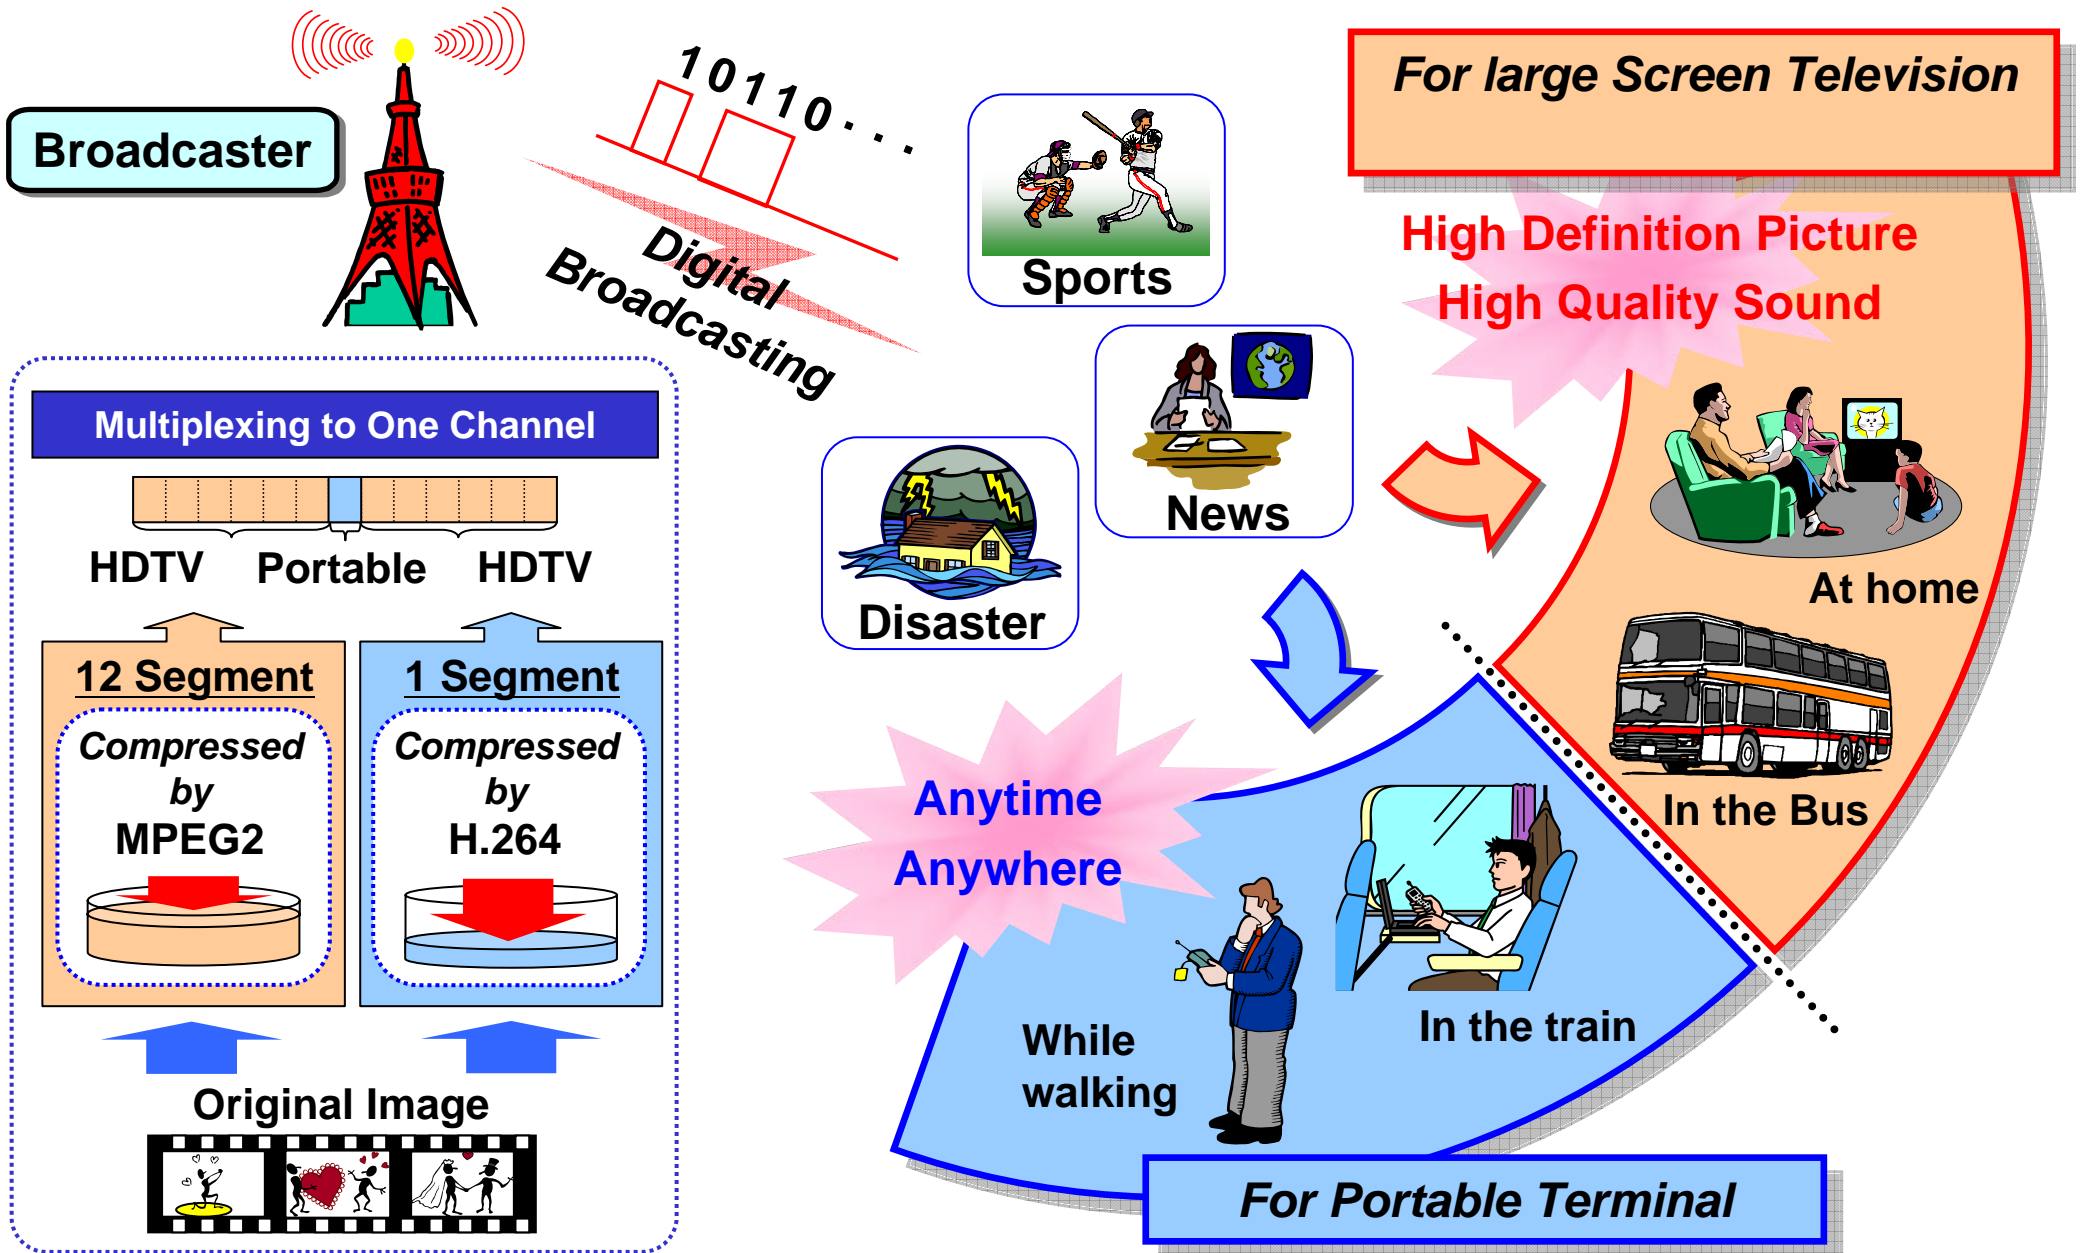 Broadcaster
10110···
Digital
Broadcasting
Multiplexing to One Channel
HDTV
Portable
HDTV
12 Segment
Compressed
by
MPEG2
1 Segment
Compressed
by
H.264
Original Image
Sports
News
Disaster
For large Screen Television
High Definition Picture
High Quality Sound
At home
In the Bus
Anytime
Anywhere
In the train
While
walking
For Portable Terminal